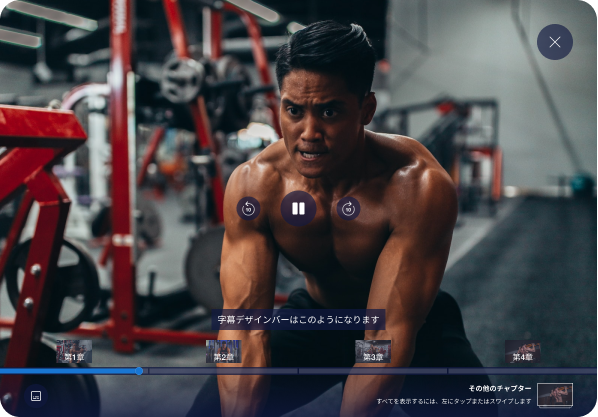 10
10
字幕デザインバーはこのようになります
第1章
第2章
第3章
第4章
その他のチャプター
すべてを表示するには、左にタップまたはスワイプします